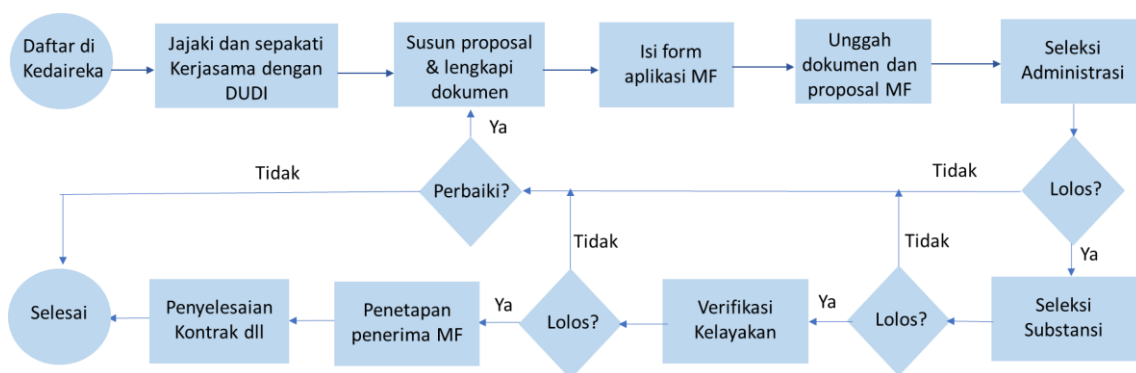 Daftar di
Kedaireka
Jajaki dan sepakati
Kerjasama dengan
DUDI
Susun proposal
& lengkapi
dokumen
Isi form
aplikasi MF
Unggah
dokumen dan
proposal MF
Seleksi
Administrasi
Ya
Tidak
Perbaiki?
Tidak
Lolos?
Tidak
Tidak
Ya
Selesai
Penyelesaian
Kontrak dll
Penetapan
penerima MF
Ya
Lolos?
Verifikasi
Kelayakan
Ya
Lolos?
Seleksi
Substansi